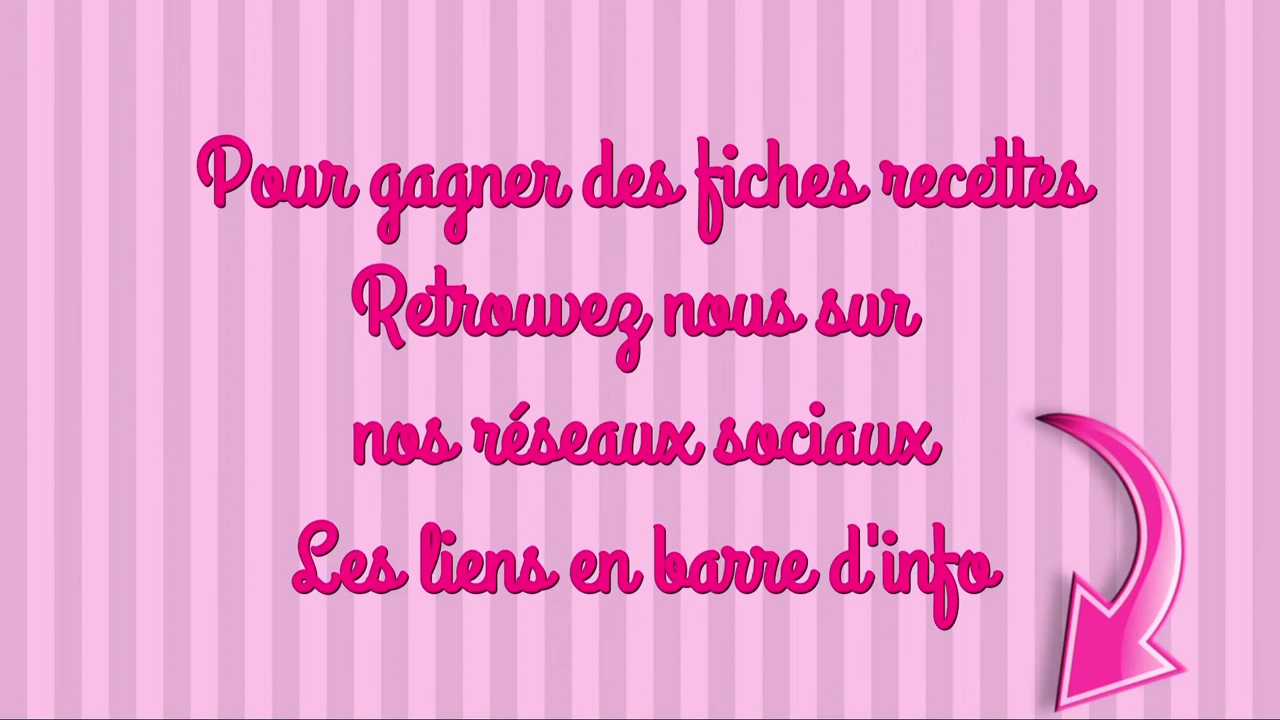 Pour gagner des fiches recettes
Retrouvez nous sur
nos réseaux sociaux
Les liens en barre d'info